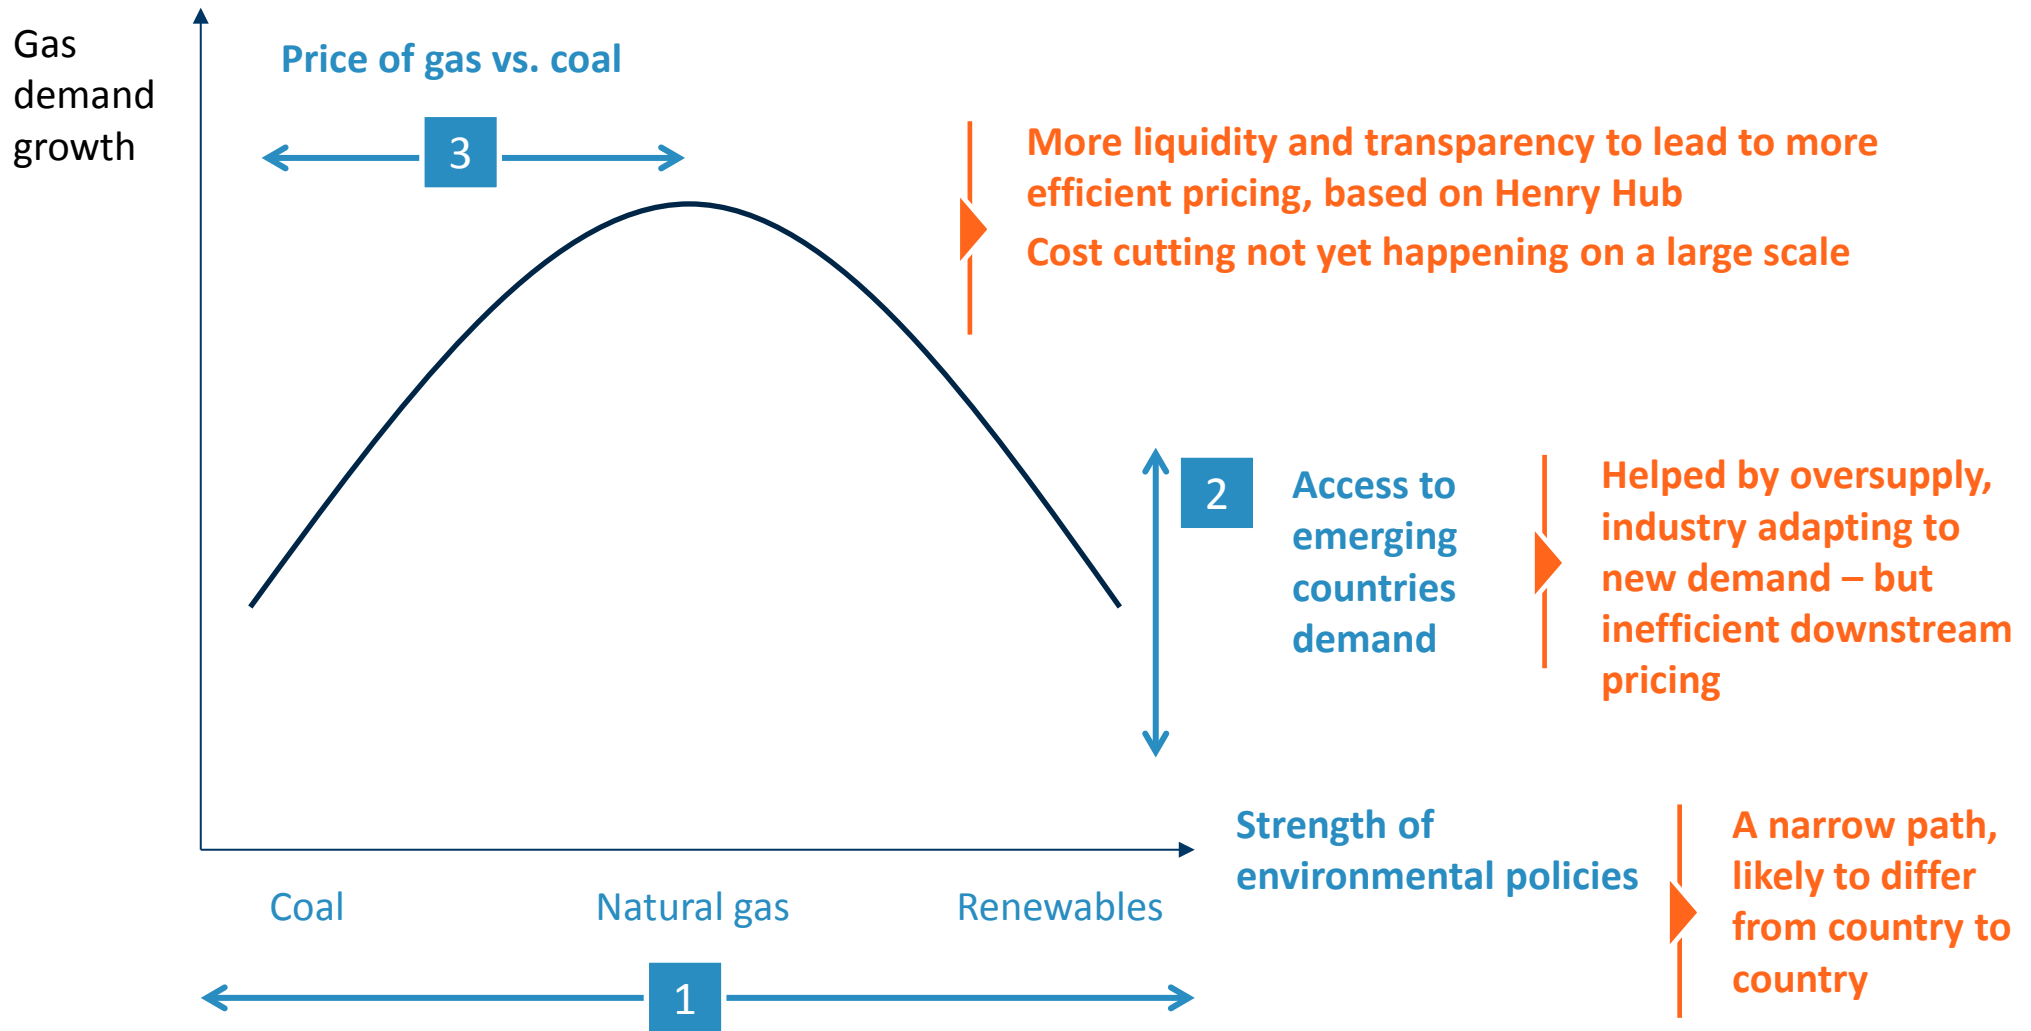 Gas
demand
growth
Price of gas vs. coal
3
More liquidity and transparency to lead to more
efficient pricing, based on Henry Hub
Cost cutting not yet happening on a large scale
2
Access to
emerging
countries
demand
Helped by oversupply,
industry adapting to
new demand – but
inefficient downstream
pricing
Strength of
environmental policies
A narrow path,
likely to differ
from country to
country
Coal
Natural gas
Renewables
1